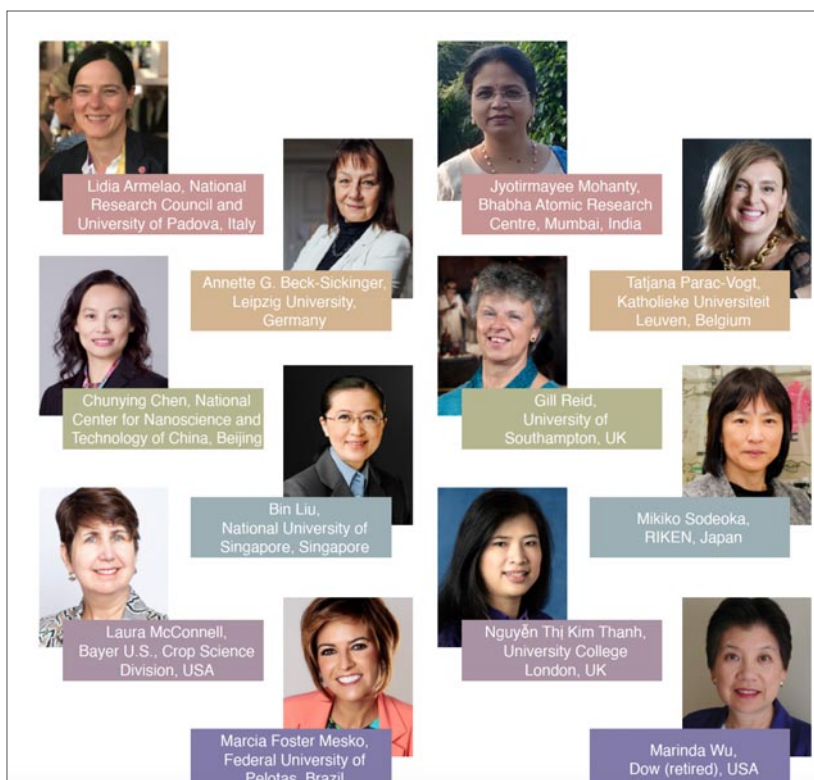 Lidia Armelao, National
Research Council and
University of Padova, Italy
Annette G. Beck-Sickinger,
Leipzig University,
Germany
Chunying Chen, National
Center for Nanoscience and
Technology of China, Beijing
Bin Liu,
National University of
Singapore, Singapore
Laura McConnell,
Bayer U.S., Crop Science
Division, USA
Marcia Foster Mesko,
Federal University of
Pelotas, Brazil
Jyotirmayee Mohanty,
Bhabha Atomic Research
Centre, Mumbai, India
Tatjana Parac-Vogt,
Katholieke Universiteit
Leuven, Belgium
Gill Reid,
University of
Southampton, UK
Mikiko Sodeoka,
RIKEN, Japan
Nguyễn Thị Kim Thanh,
University College
London, UK
Marinda Wu,
Dow (retired), USA